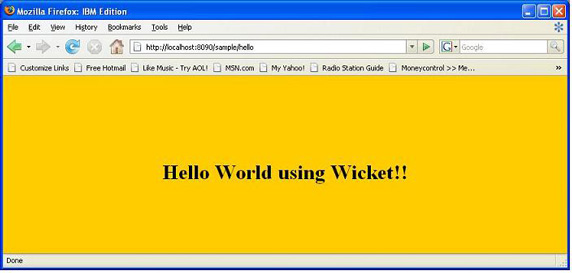 Mozilla Firefox: IBM Edition
File Edit View History Bookmarks Tools Help
http://localhost:8090/sample/hello Google
Customize Links Free Hotmail Like Music - Try AOL! MSN.com My Yahoo! Radio Station Guide Moneycontrol >> Me... »
Hello World using Wicket!!
Done